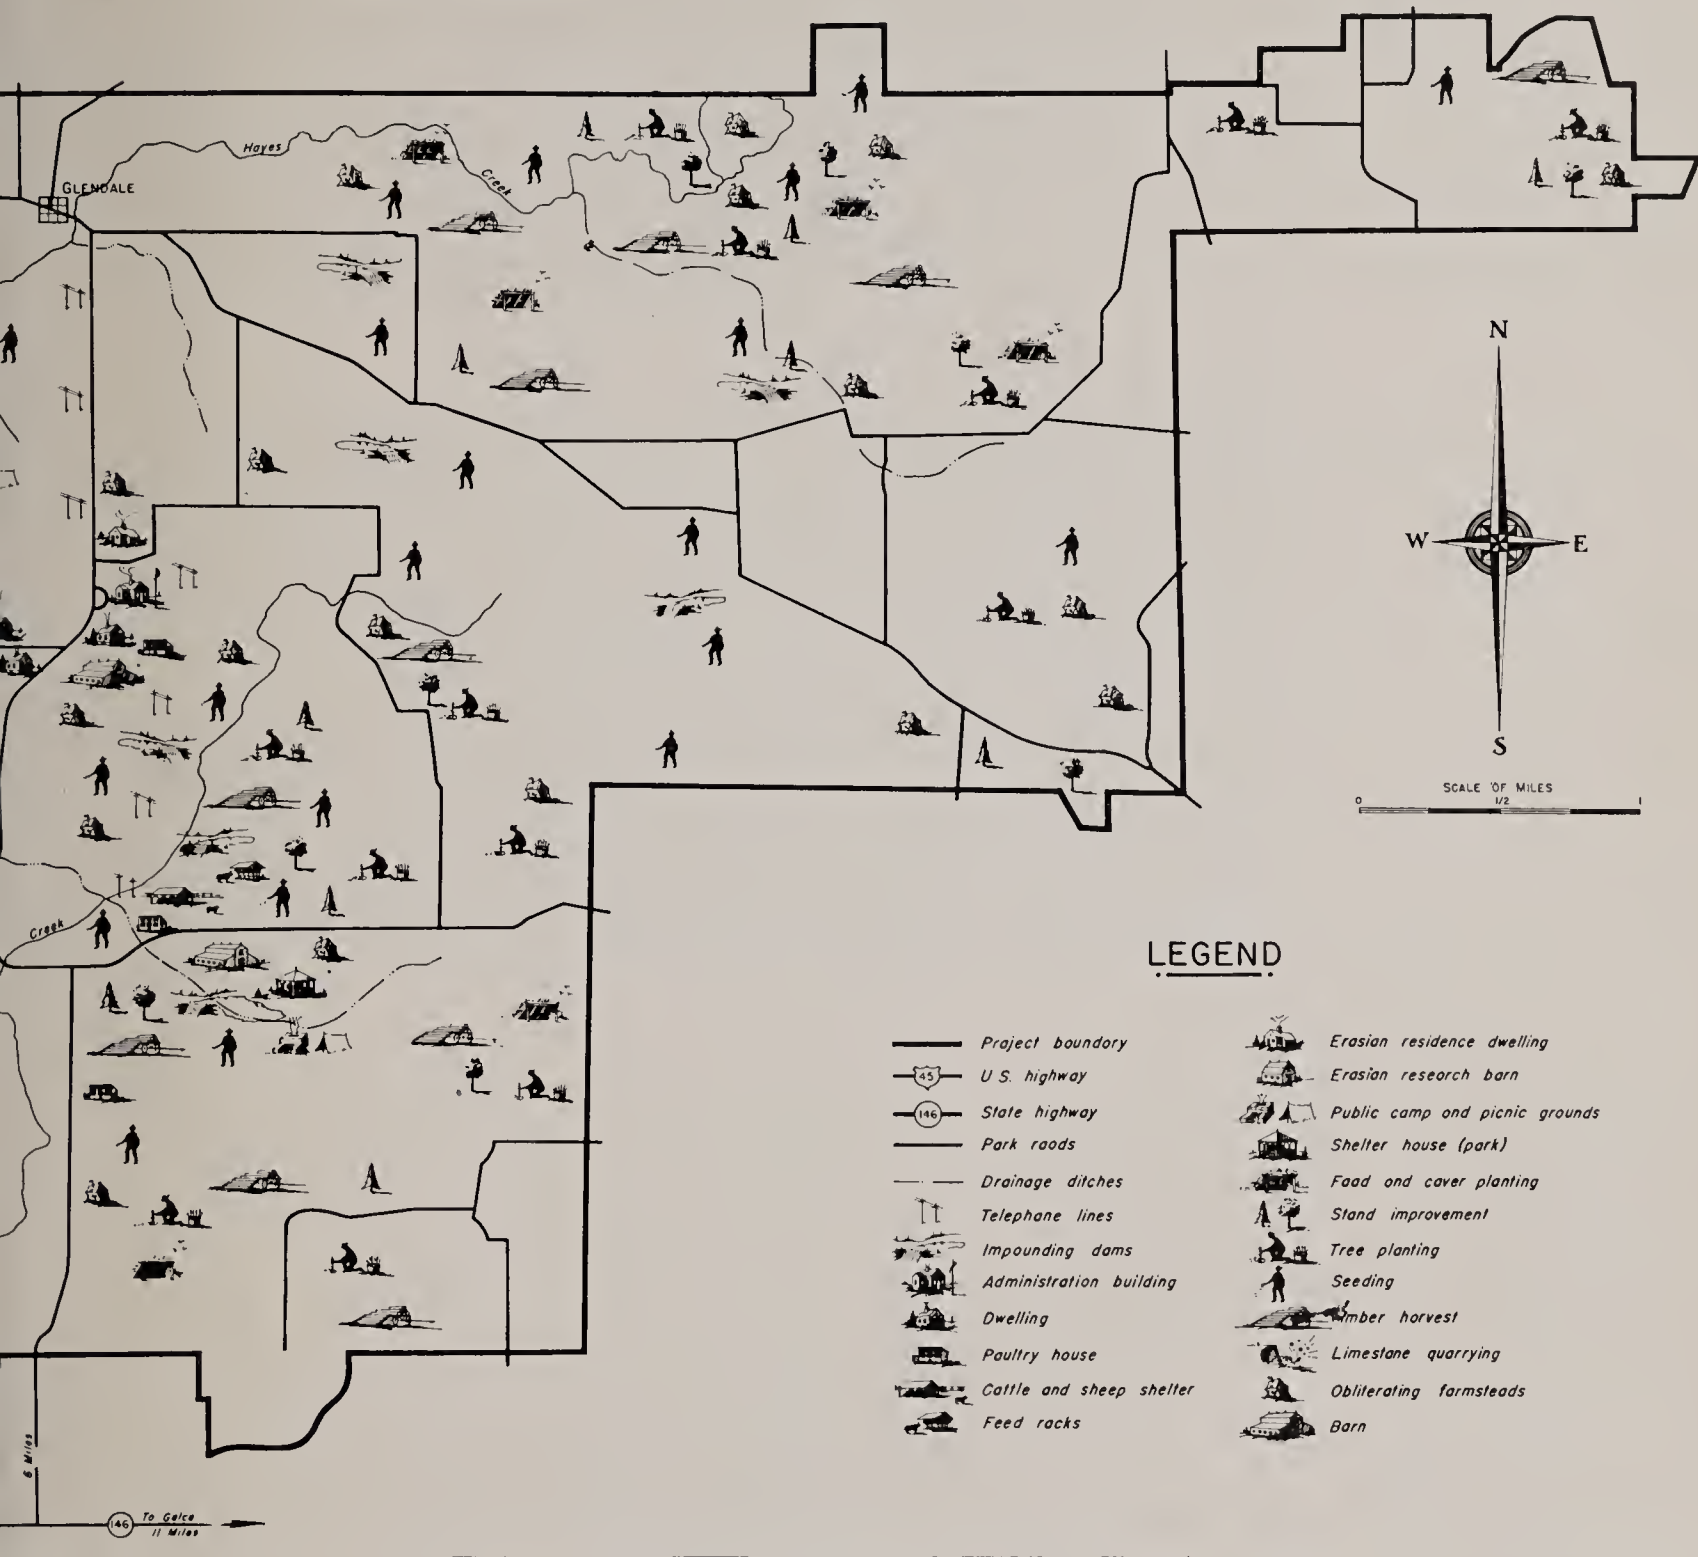 Hayes
Creek
GLENDALE
N
W
E
S
SCALE OF MILES
0 1/2 1
Creek
LEGEND
Project boundary
45 U S. highway
146 State highway
Park roads
Drainage ditches
Telephone lines
Impounding dams
Administration building
Dwelling
Poultry house
Cattle and sheep shelter
Feed racks
Erosion residence dwelling
Erosion research barn
Public camp and picnic grounds
Shelter house (park)
Food and cover planting
Stand improvement
Tree planting
Seeding
harvest
Limestone quarrying
Obliterating farmsteads
Barn
6 Miles
146 To Golco
11 Miles